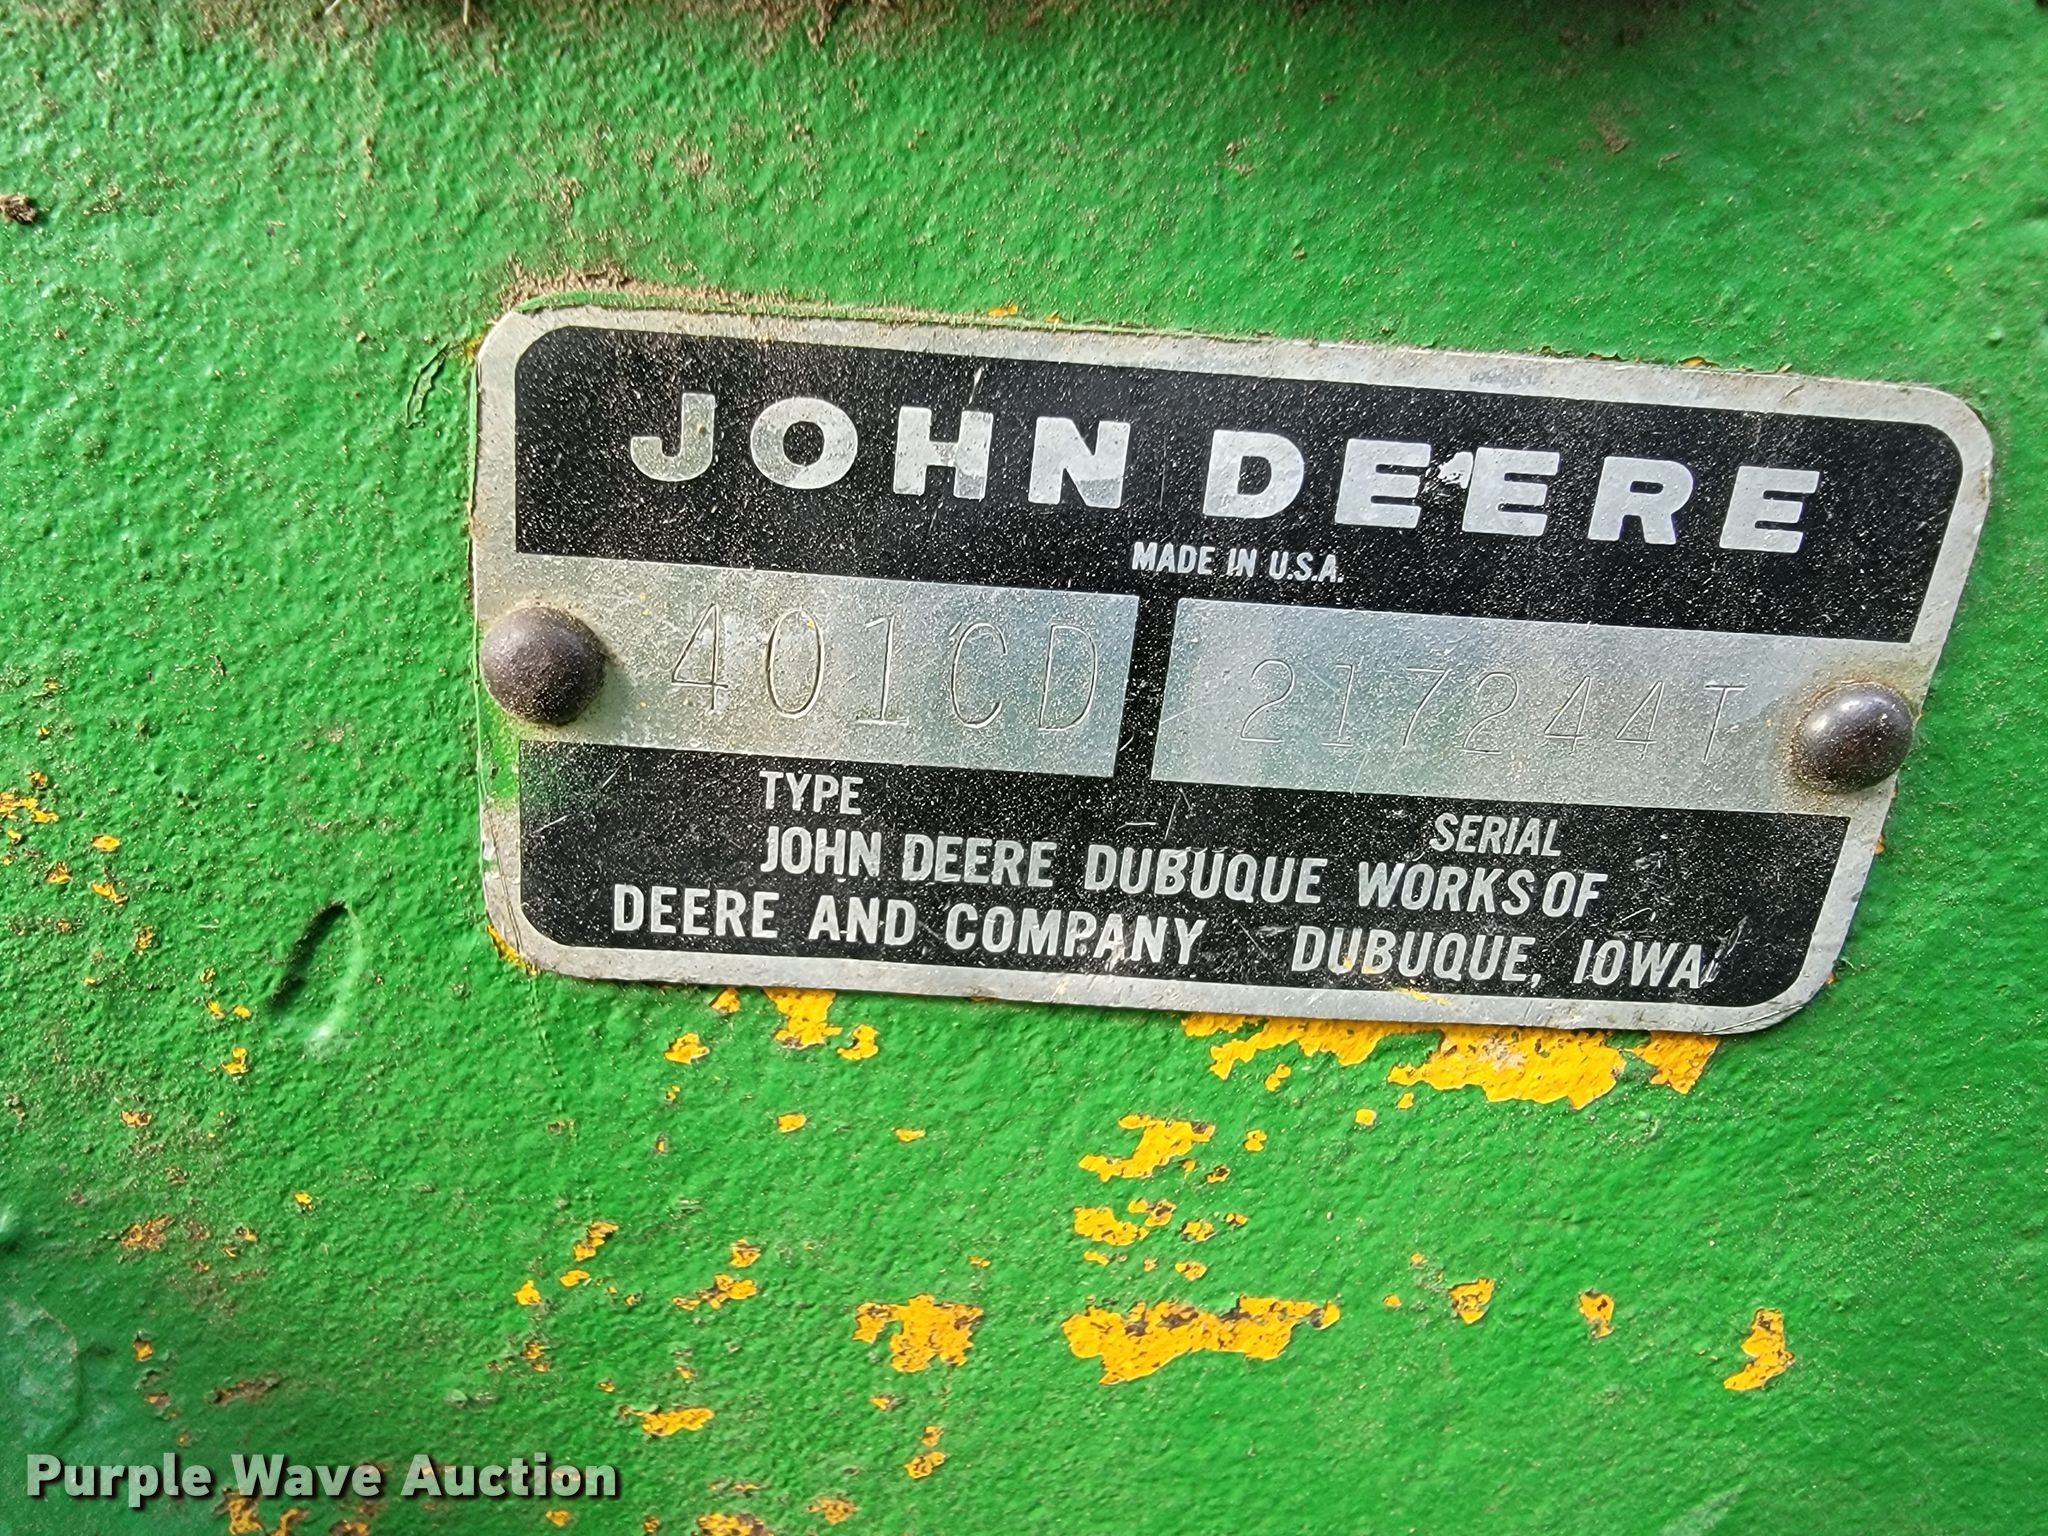 JOHN DEERE
MADE IN U.S.A.
401CD 217244T
TYPE SERIAL
JOHN DEERE DUBUQUE WORKS OF
DEERE AND COMPANY DUBUQUE, IOWA
Purple Wave Auction